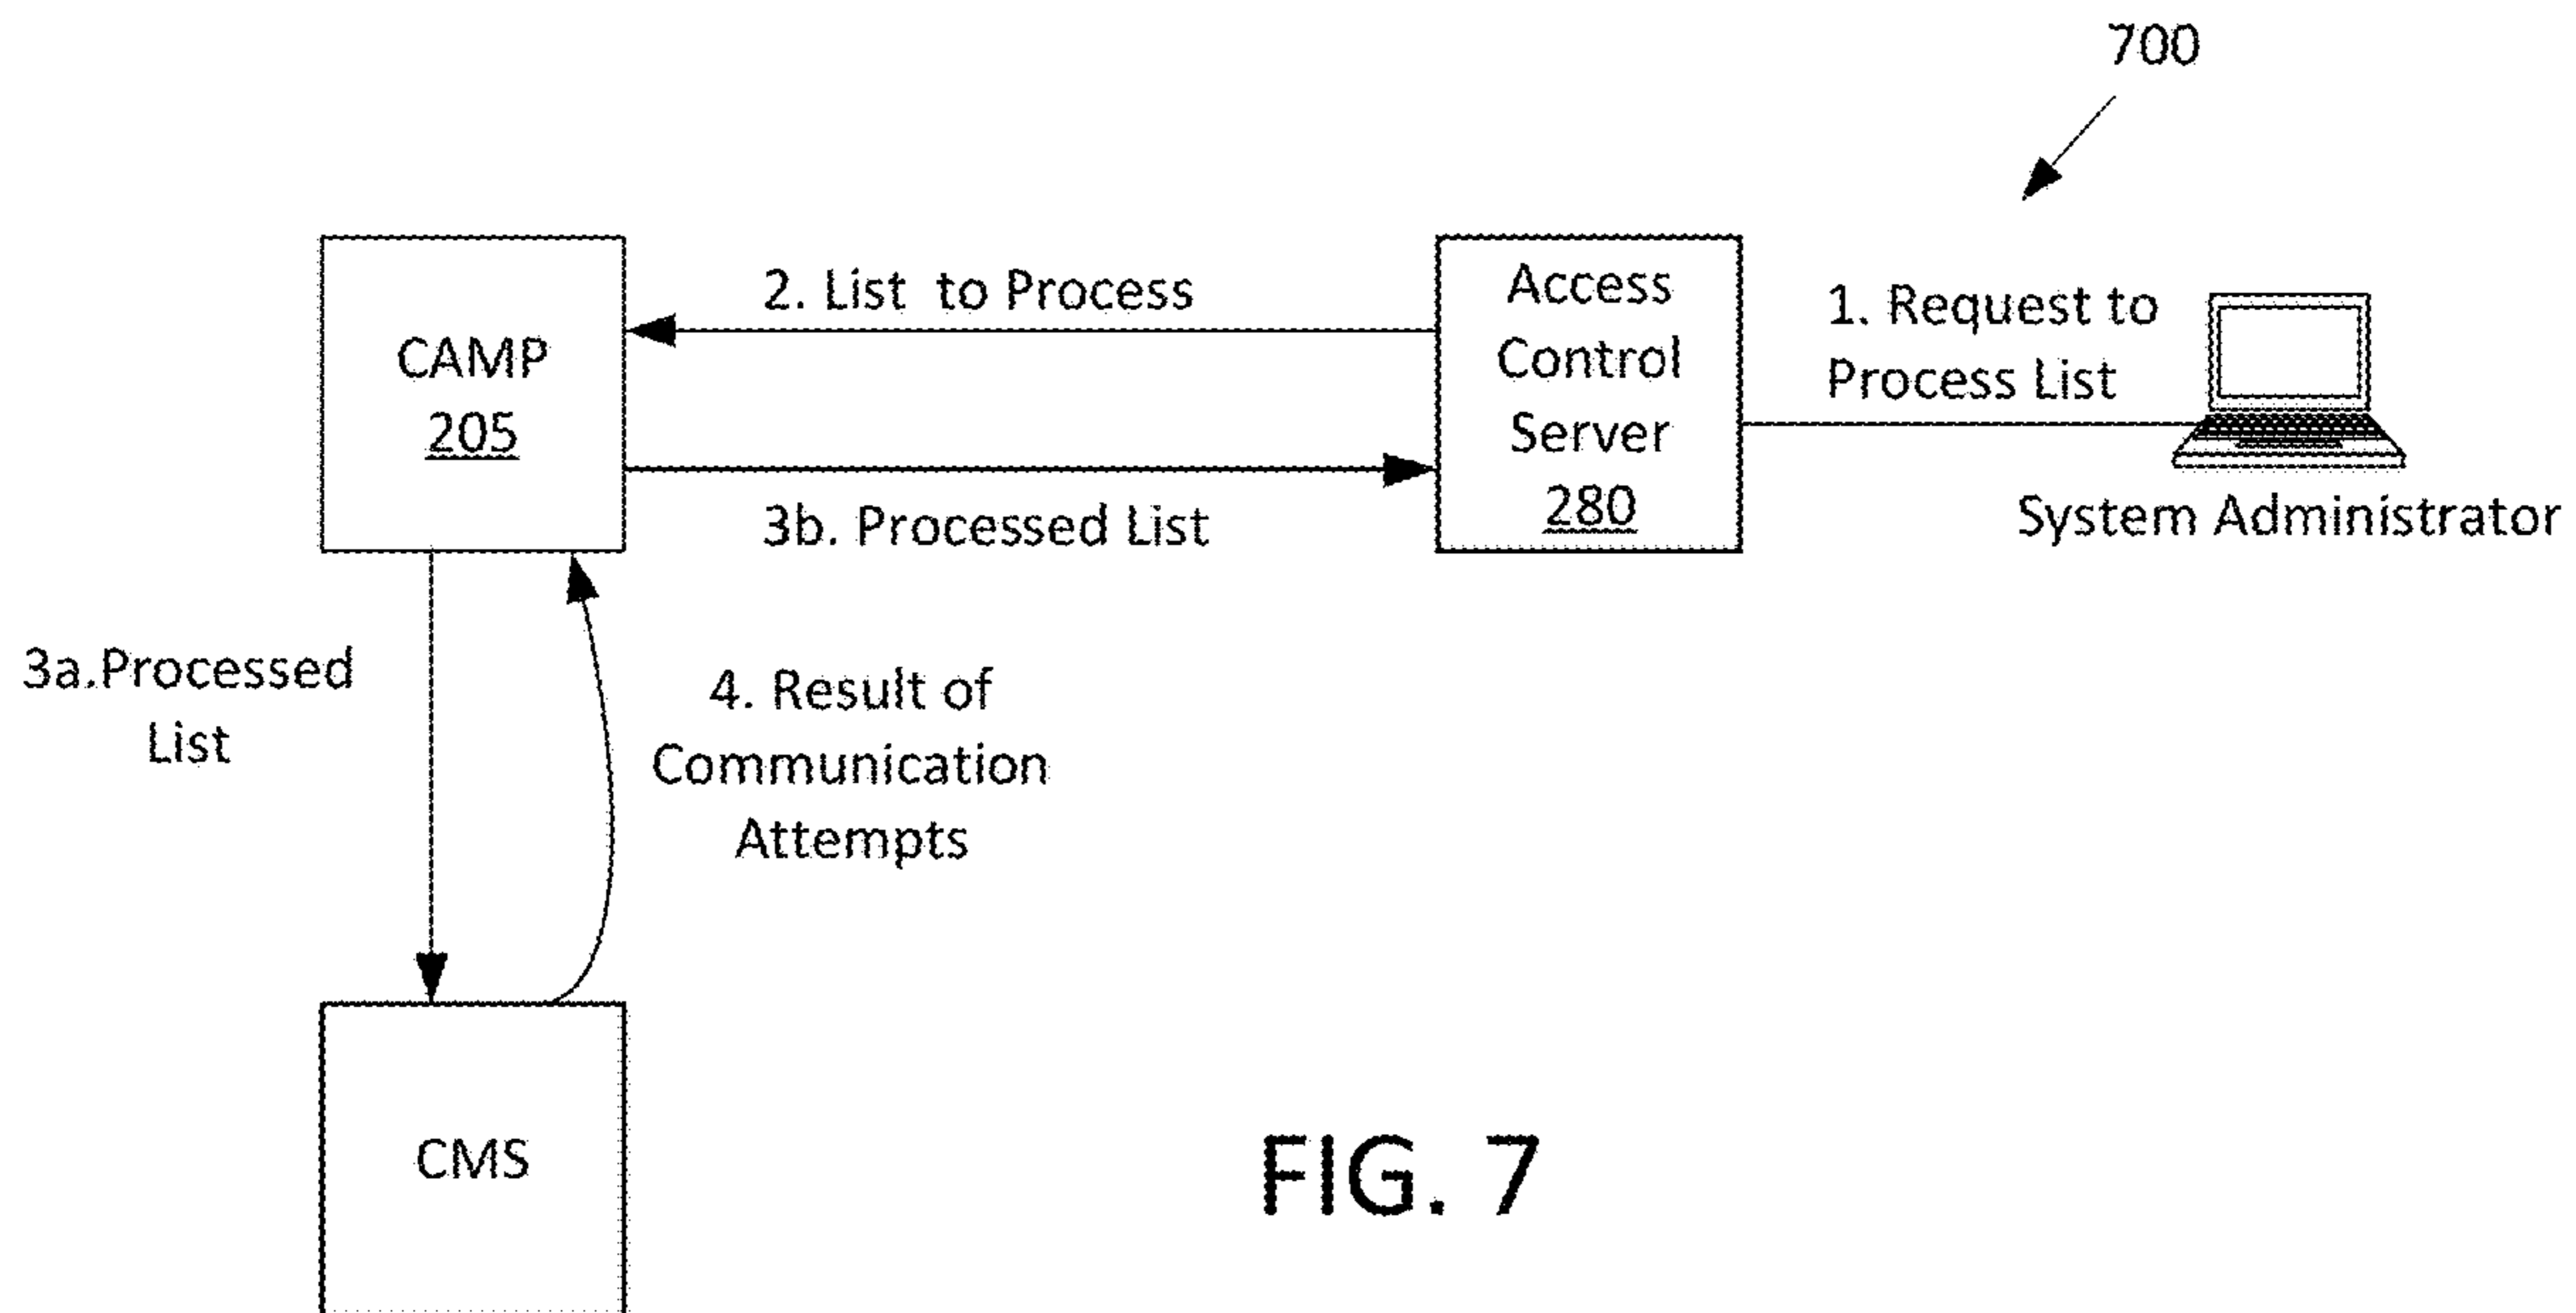 700
CAMP
205
2. List to Process
3b. Processed List
Access
Control
Server
280
1. Request to
Process List
System Administrator
3a.Processed
List
4. Result of
Communication
Attempts
CMS
FIG. 7